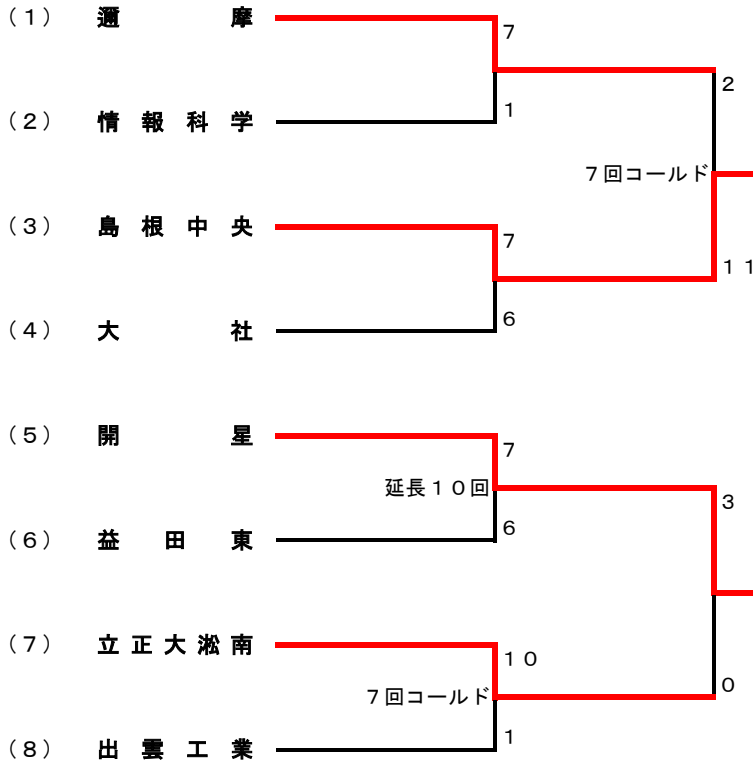 （１） 邇摩
7
2
（２） 情報科学
1
７回コールド
（３） 島根中央
7
１１
（４） 大社
6
（５） 開星
7
延長１０回
3
（６） 益田東
6
（７） 立正大淞南
１０
７回コールド
0
（８） 出雲工業
1